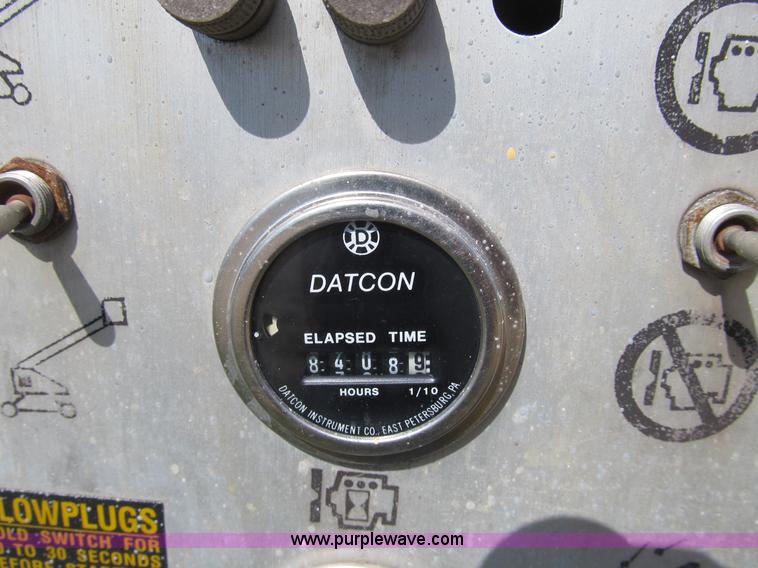 D
DATCON
ELAPSED TIME
8 4 0 8 9
HOURS 1/10
DATCON INSTRUMENT CO., EAST PETERSBURG, PA.
LOWPLUGS
OLD SWITCH FOR
TO 30 SECONDS
www.purplewave.com